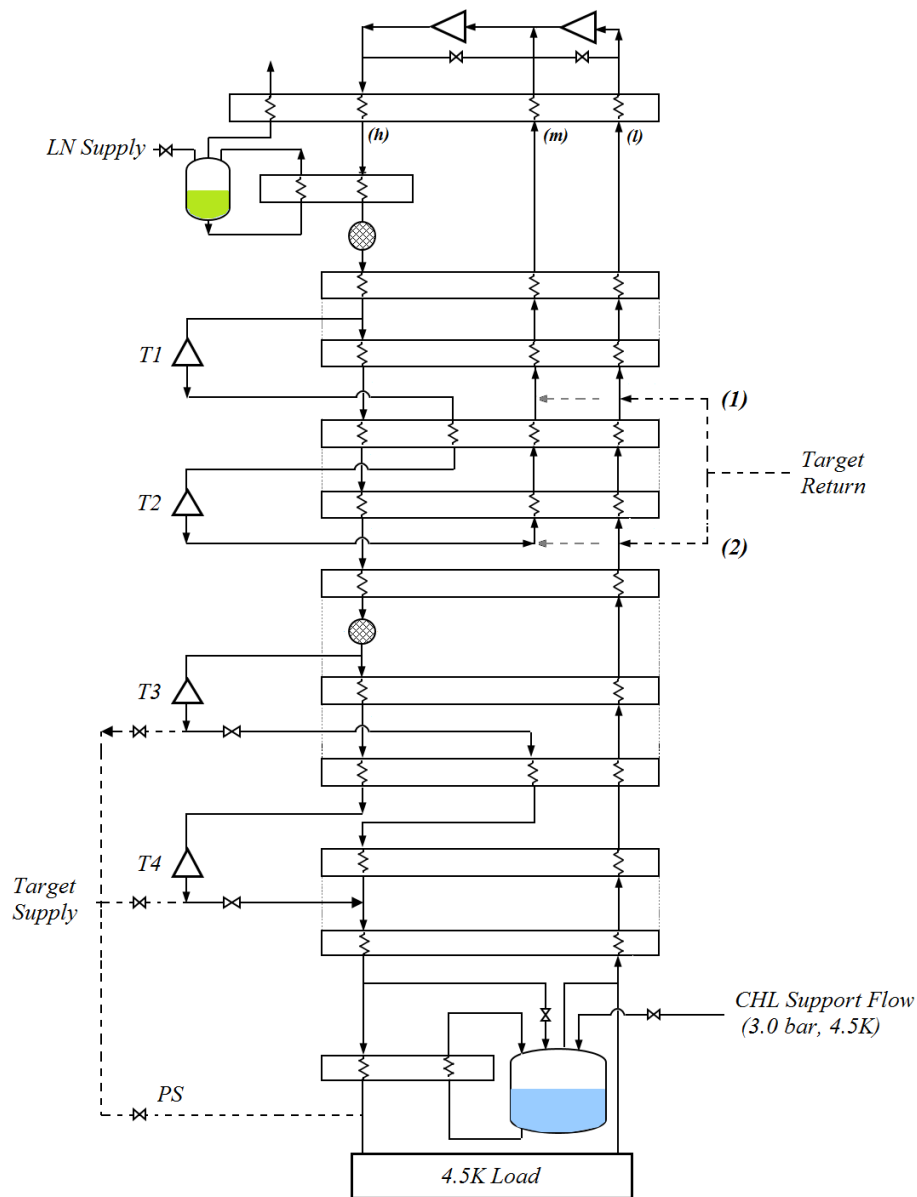 (h)
(m)
(l)
LN Supply
T1
(1)
Target
Return
T2
(2)
T3
T4
Target
Supply
CHL Support Flow
(3.0 bar, 4.5K)
PS
4.5K Load